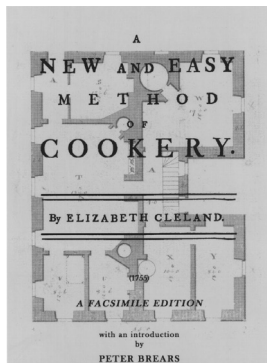 A
NEW AND EASY
METHOD
OF
COOKERY.
By ELIZABETH CLELAND.
(1755)
A FACSIMILE EDITION
with an introduction
by
PETER BREARS